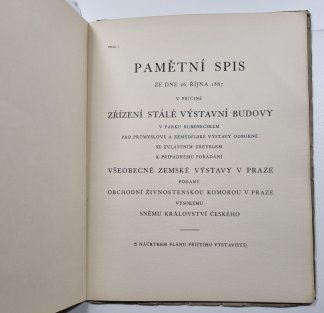 PAMĚTNÍ SPIS
ZE DNE 26. ŘÍJNA 1887
V PŘÍČINĚ
ZŘÍZENÍ STÁLÉ VÝSTAVNÍ BUDOVY
V PARKU BUBENEČSKÉM
PRO PRŮMYSLOVÉ A ZEMĚDĚLSKÉ VÝSTAVY ODBORNÉ
SE ZVLÁŠTNÍM ZŘETELEM
K PŘÍPADNÉMU POŘÁDÁNÍ
VŠEOBECNÉ ZEMSKÉ VÝSTAVY V PRAZE
PODANÝ
OBCHODNÍ ŽIVNOSTENSKOU KOMOROU V PRAZE
VYSOKÉMU
SNĚMU KRÁLOVSTVÍ ČESKÉHO
(S NÁČRTKEM PLÁNU PŘÍŠTÍHO VÝSTAVIŠTĚ)